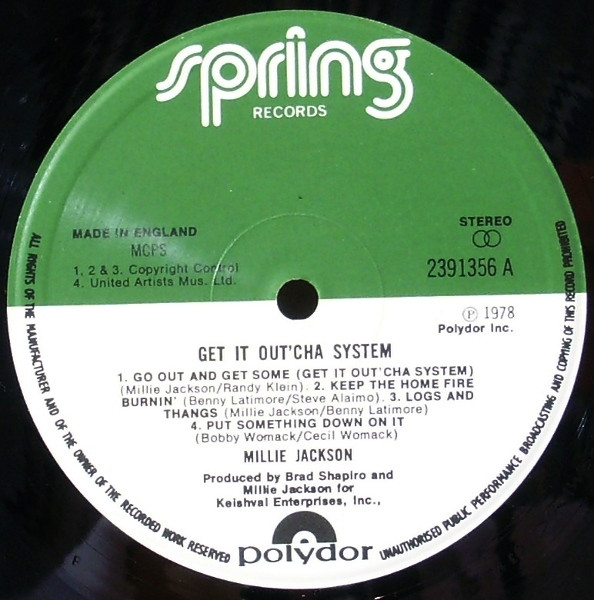 spring
RECORDS
MADE IN ENGLAND
MCPS
1, 2 & 3. Copyright Control
4. United Artists Mus. Ltd.
STEREO
2391356 A
Ⓟ 1978
Polydor Inc.
GET IT OUT'CHA SYSTEM
1. GO OUT AND GET SOME (GET IT OUT'CHA SYSTEM)
(Millie Jackson/Randy Klein). 2. KEEP THE HOME FIRE
BURNIN' (Benny Latimore/Steve Alaimo). 3. LOGS AND
THANGS (Millie Jackson/Benny Latimore)
4. PUT SOMETHING DOWN ON IT
(Bobby Womack/Cecil Womack)
MILLIE JACKSON
Produced by Brad Shapiro and
Millie Jackson for
Keishval Enterprises, Inc.,
polydor
ALL RIGHTS OF THE MANUFACTURER AND OF THE OWNER OF THE RECORDED WORK RESERVED
UNAUTHORISED PUBLIC PERFORMANCE BROADCASTING AND COPYING OF THIS RECORD PROHIBITED